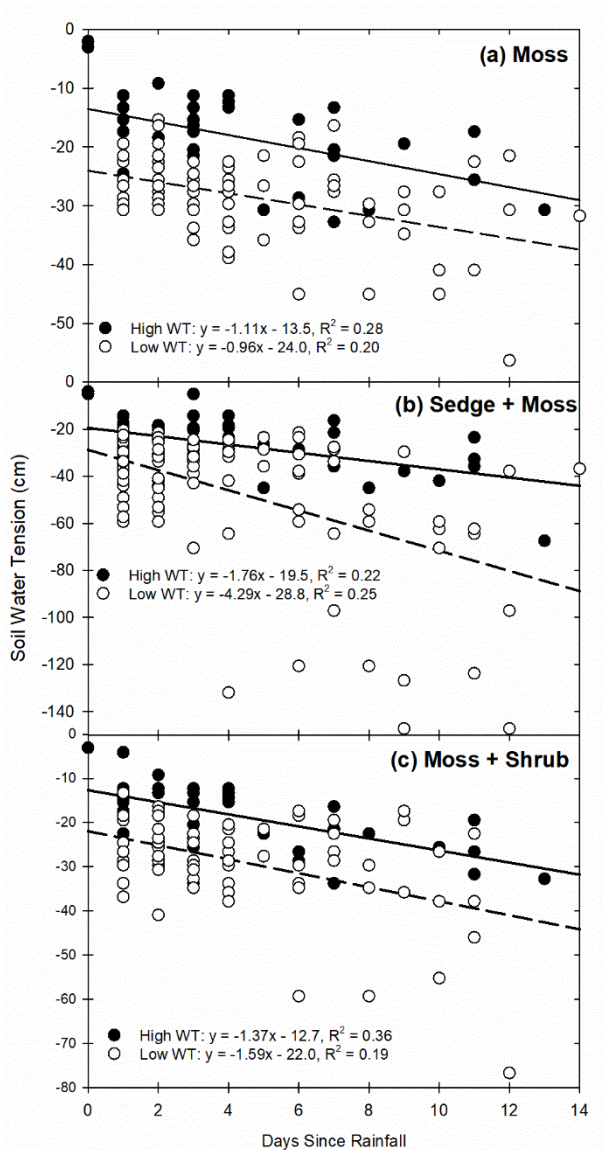 0
(a) Moss
-10
-20
-30
-40
-50
High WT: y = -1.11x - 13.5, R² = 0.28
Low WT: y = -0.96x - 24.0, R² = 0.20
0
(b) Sedge + Moss
-20
-40
-60
-80
-100
-120
-140
High WT: y = -1.76x - 19.5, R² = 0.22
Low WT: y = -4.29x - 28.8, R² = 0.25
Soil Water Tension (cm)
0
(c) Moss + Shrub
-10
-20
-30
-40
-50
-60
-70
-80
High WT: y = -1.37x - 12.7, R² = 0.36
Low WT: y = -1.59x - 22.0, R² = 0.19
0 2 4 6 8 10 12 14
Days Since Rainfall